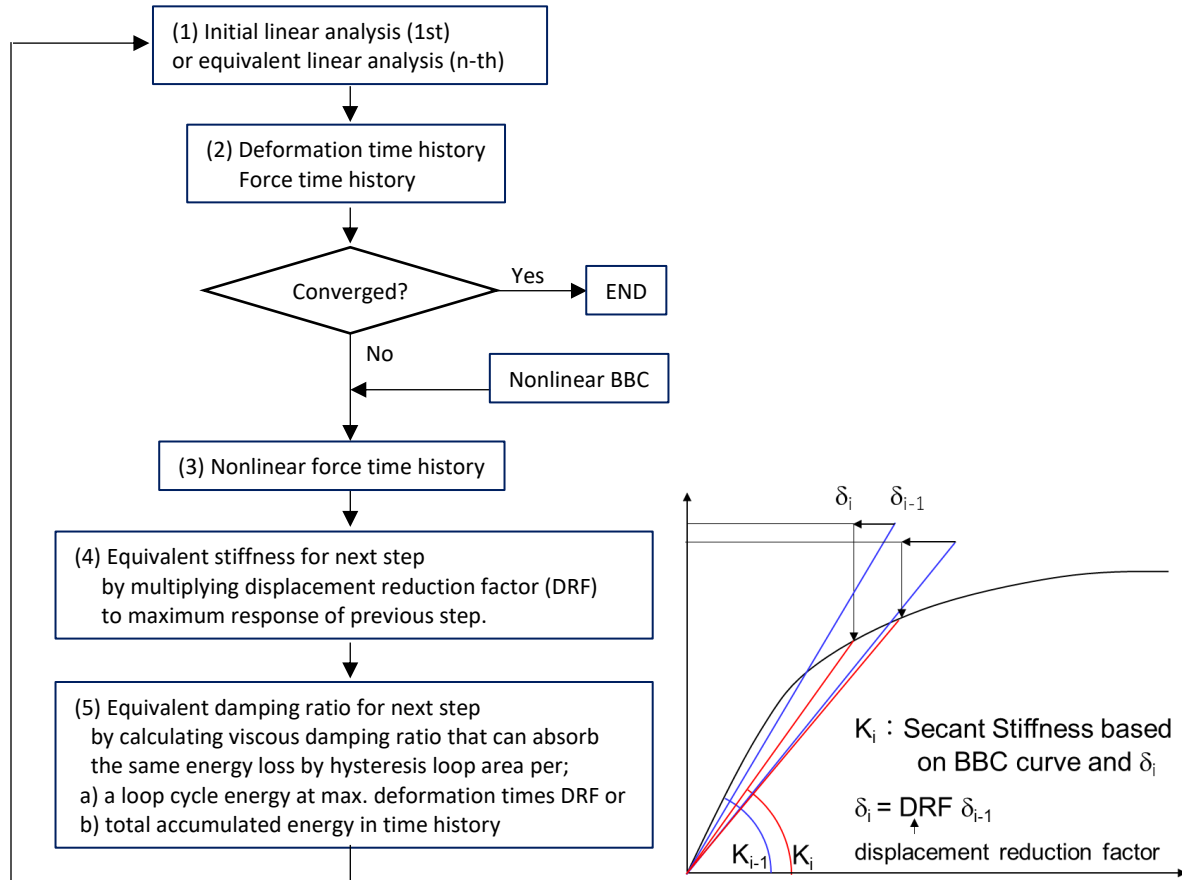 (1) Initial linear analysis (1st)
or equivalent linear analysis (n-th)
(2) Deformation time history
Force time history
Converged?
Yes
END
No
Nonlinear BBC
(3) Nonlinear force time history
(4) Equivalent stiffness for next step
by multiplying displacement reduction factor (DRF)
to maximum response of previous step.
(5) Equivalent damping ratio for next step
by calculating viscous damping ratio that can absorb
the same energy loss by hysteresis loop area per;
a) a loop cycle energy at max. deformation times DRF or
b) total accumulated energy in time history
δi δi-1
Ki : Secant Stiffness based
on BBC curve and δi
δi = DRF δi-1
displacement reduction factor
Ki-1 Ki